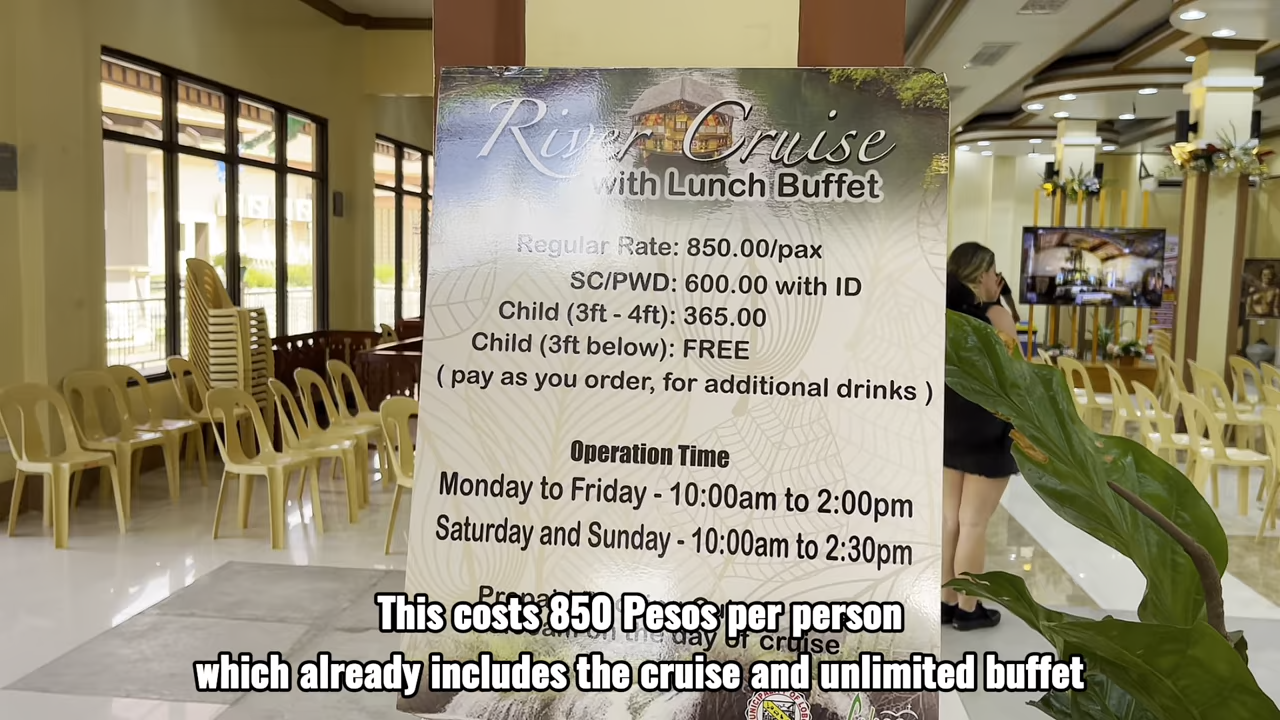 River Cruise
with Lunch Buffet
Regular Rate: 850.00/pax
SC/PWD: 600.00 with ID
Child (3ft - 4ft): 365.00
Child (3ft below): FREE
( pay as you order, for additional drinks )
Operation Time
Monday to Friday - 10:00am to 2:00pm
Saturday and Sunday - 10:00am to 2:30pm
on the day of cruise
This costs 850 Pesos per person
which already includes the cruise and unlimited buffet